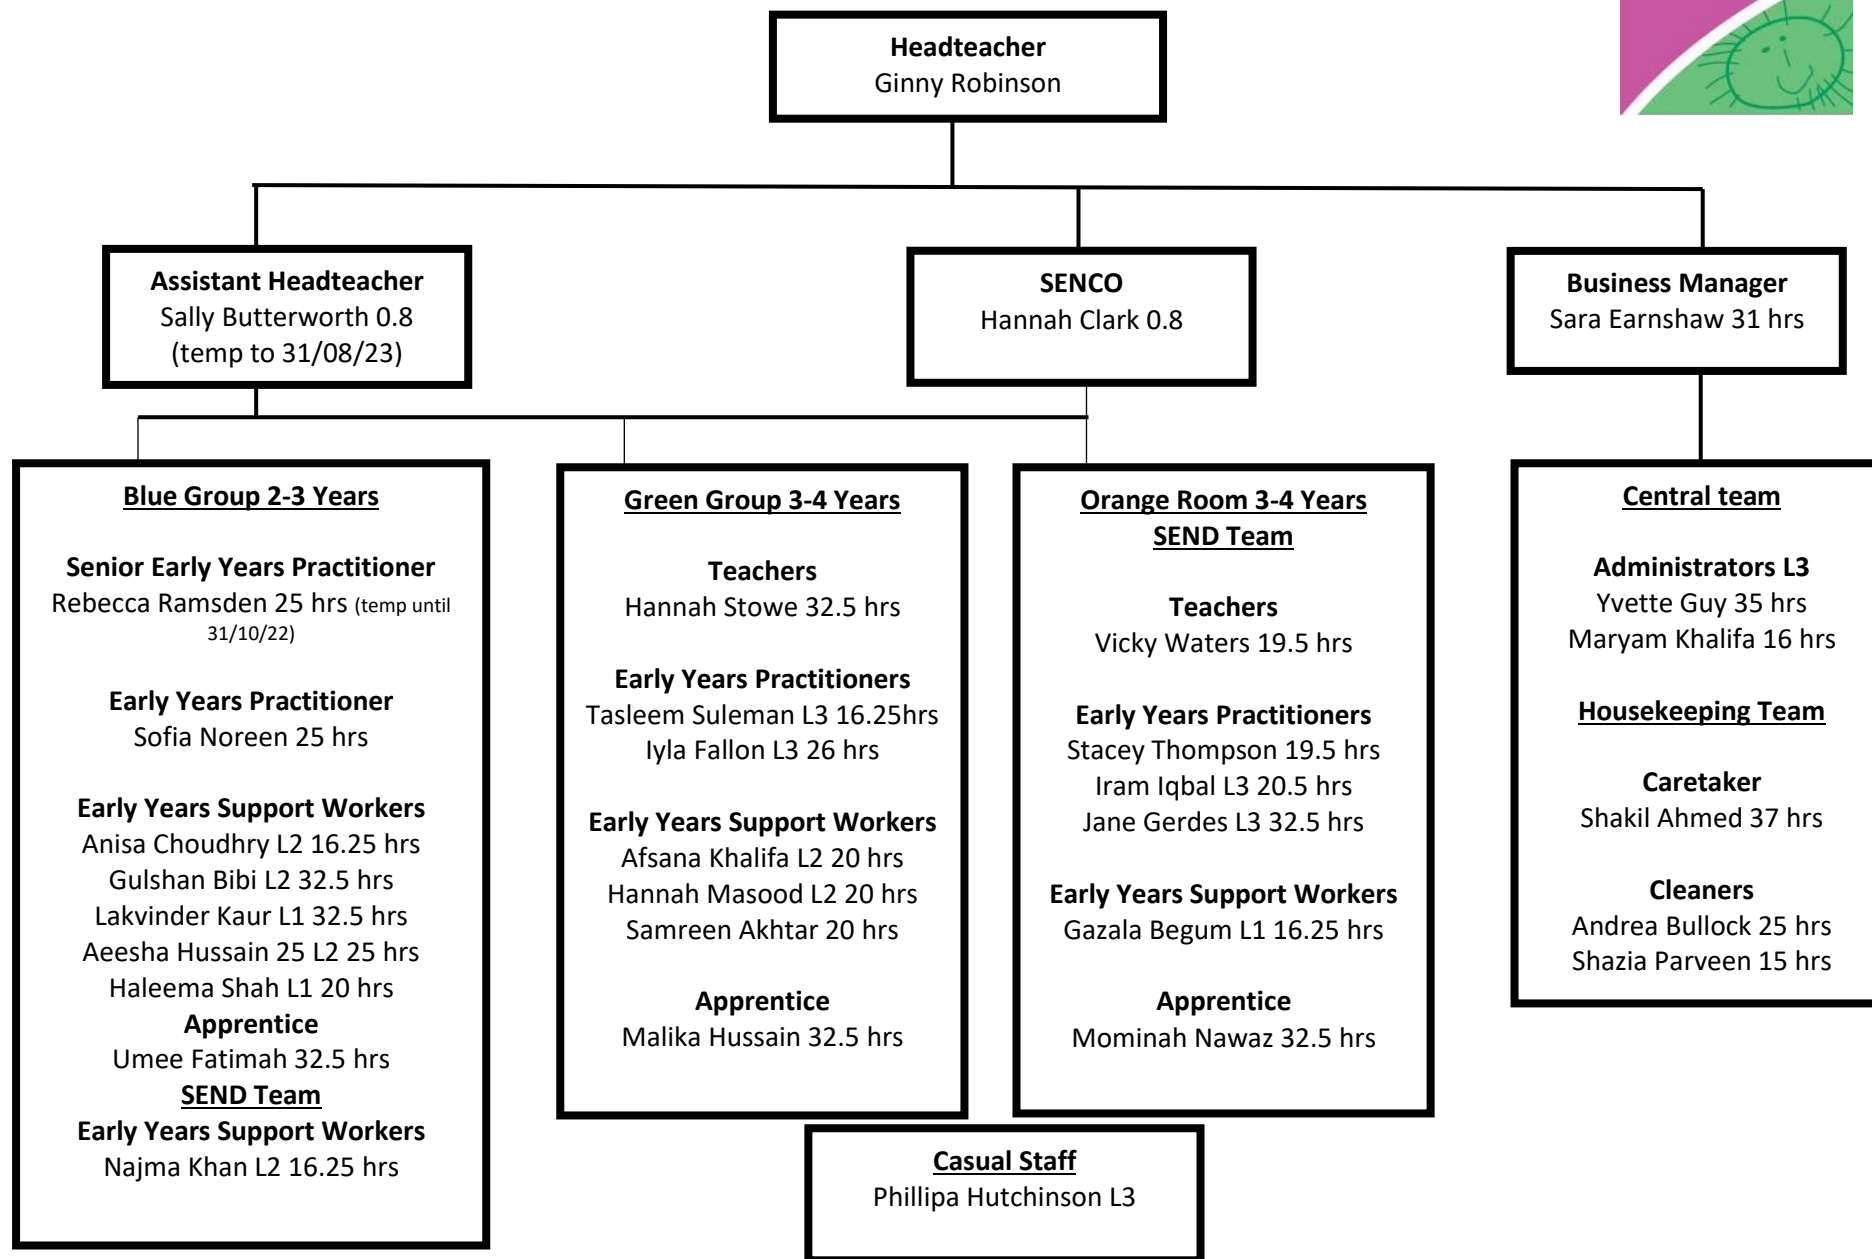 Headteacher
Ginny Robinson
Assistant Headteacher
Sally Butterworth 0.8
(temp to 31/08/23)
SENCO
Hannah Clark 0.8
Business Manager
Sara Earnshaw 31 hrs
Blue Group 2-3 Years
Senior Early Years Practitioner
Rebecca Ramsden 25 hrs (temp until
31/10/22)
Early Years Practitioner
Sofia Noreen 25 hrs
Early Years Support Workers
Anisa Choudhry L2 16.25 hrs
Gulshan Bibi L2 32.5 hrs
Lakvinder Kaur L1 32.5 hrs
Aeesha Hussain 25 L2 25 hrs
Haleema Shah L1 20 hrs
Apprentice
Umee Fatimah 32.5 hrs
SEND Team
Early Years Support Workers
Najma Khan L2 16.25 hrs
Green Group 3-4 Years
Teachers
Hannah Stowe 32.5 hrs
Early Years Practitioners
Tasleem Suleman L3 16.25hrs
Iyla Fallon L3 26 hrs
Early Years Support Workers
Afsana Khalifa L2 20 hrs
Hannah Masood L2 20 hrs
Samreen Akhtar 20 hrs
Apprentice
Malika Hussain 32.5 hrs
Orange Room 3-4 Years
SEND Team
Teachers
Vicky Waters 19.5 hrs
Early Years Practitioners
Stacey Thompson 19.5 hrs
Iram Iqbal L3 20.5 hrs
Jane Gerdes L3 32.5 hrs
Early Years Support Workers
Gazala Begum L1 16.25 hrs
Apprentice
Mominah Nawaz 32.5 hrs
Central team
Administrators L3
Yvette Guy 35 hrs
Maryam Khalifa 16 hrs
Housekeeping Team
Caretaker
Shakil Ahmed 37 hrs
Cleaners
Andrea Bullock 25 hrs
Shazia Parveen 15 hrs
Casual Staff
Phillipa Hutchinson L3